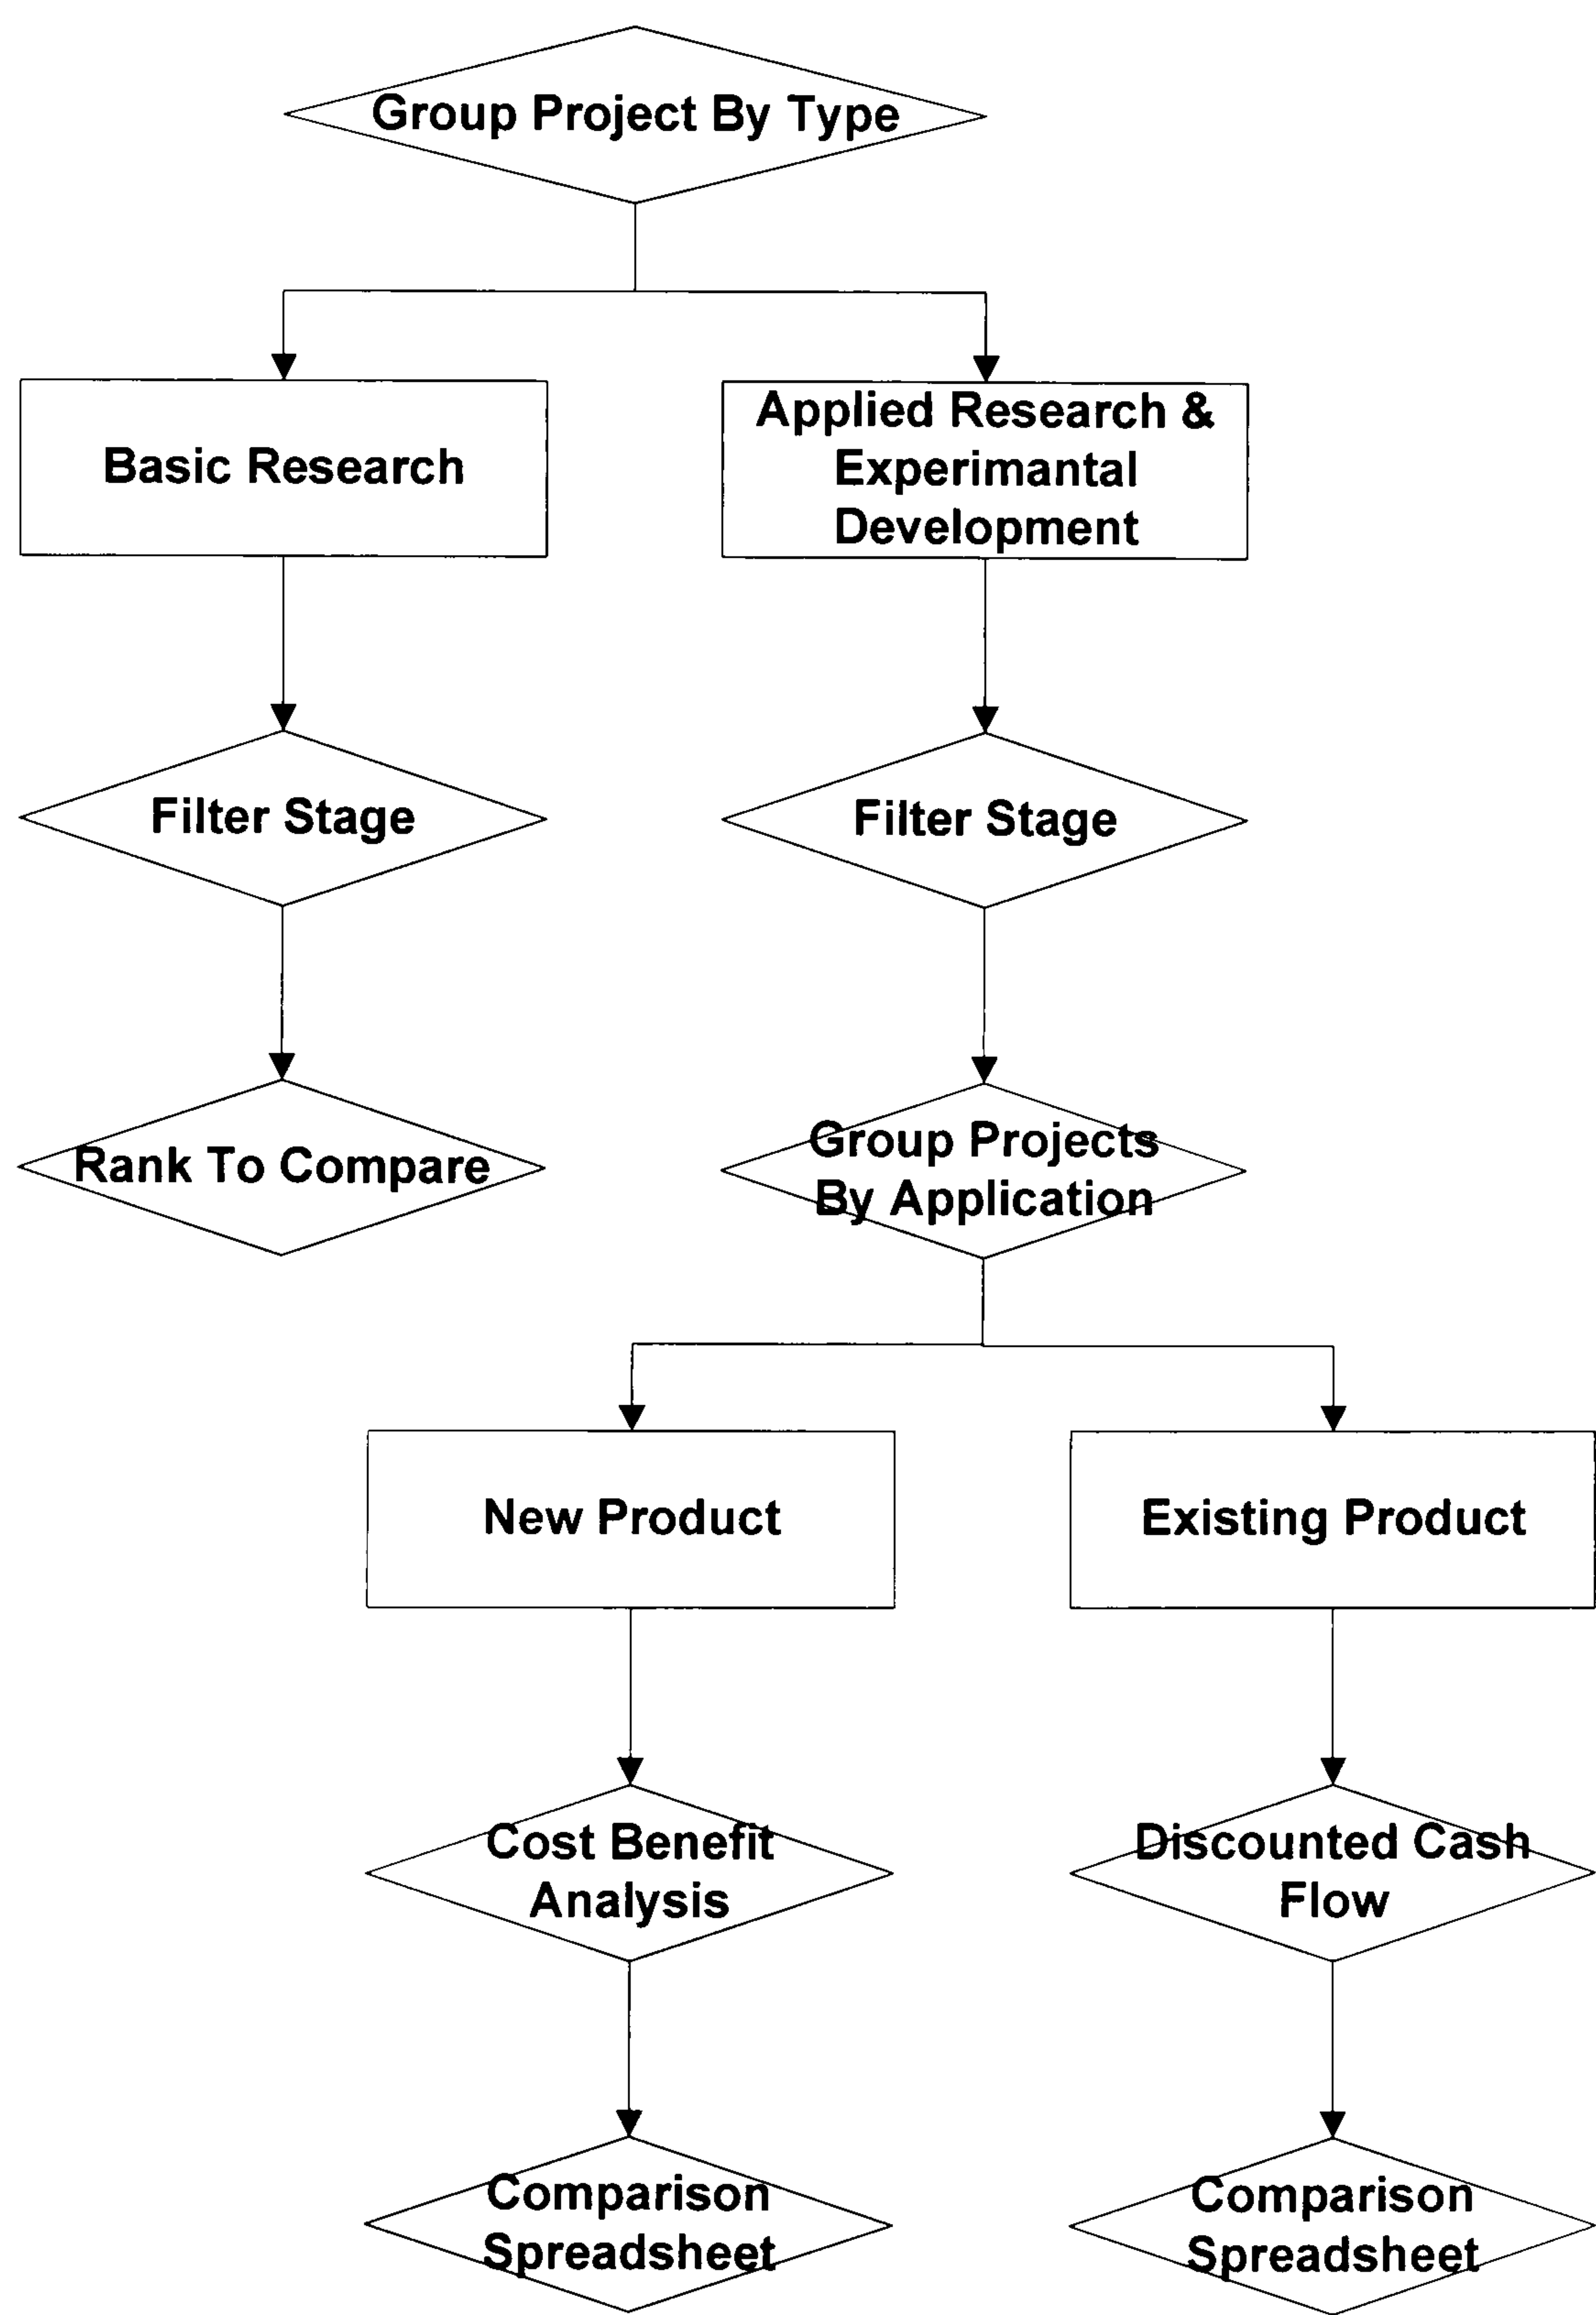 Group Project By Type
Basic Research
Applied Research &
Experimantal
Development
Filter Stage
Filter Stage
Rank To Compare
Group Projects
By Application
New Product
Existing Product
Cost Benefit
Analysis
Discounted Cash
Flow
Comparison
Spreadsheet
Comparison
Spreadsheet